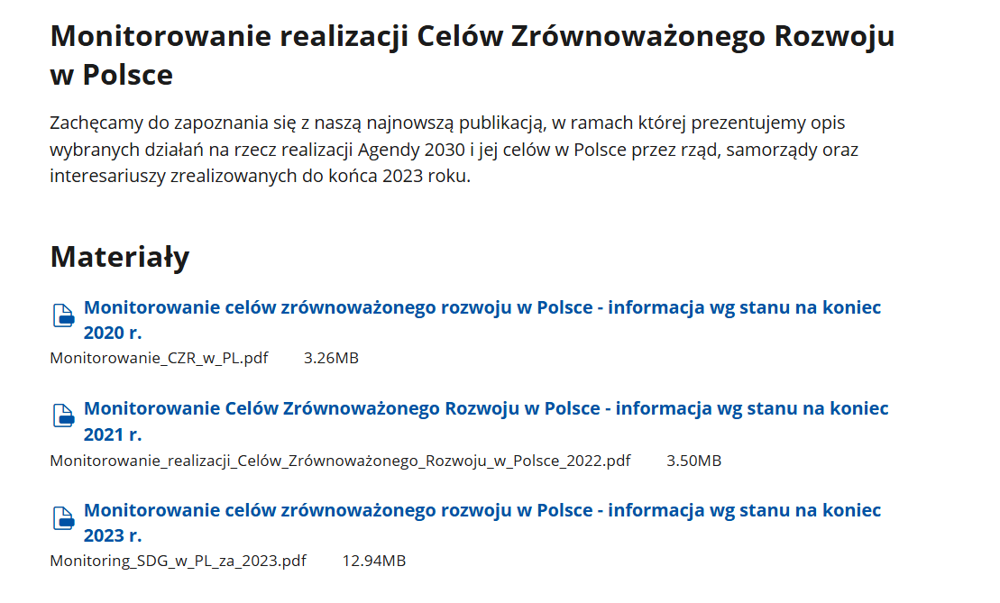 Monitorowanie realizacji Celów Zrównoważonego Rozwoju
w Polsce
Zachęcamy do zapoznania się z naszą najnowszą publikacją, w ramach której prezentujemy opis
wybranych działań na rzecz realizacji Agendy 2030 i jej celów w Polsce przez rząd, samorządy oraz
interesariuszy zrealizowanych do końca 2023 roku.
Materiały
Monitorowanie celów zrównoważonego rozwoju w Polsce - informacja wg stanu na koniec
2020 r.
Monitorowanie_CZR_w_PL.pdf 3.26MB
Monitorowanie Celów Zrównoważonego Rozwoju w Polsce - informacja wg stanu na koniec
2021 r.
Monitorowanie_realizacji_Celów_Zrównoważonego_Rozwoju_w_Polsce_2022.pdf 3.50MB
Monitorowanie celów zrównoważonego rozwoju w Polsce - informacja wg stanu na koniec
2023 r.
Monitoring_SDG_w_PL_za_2023.pdf 12.94MB